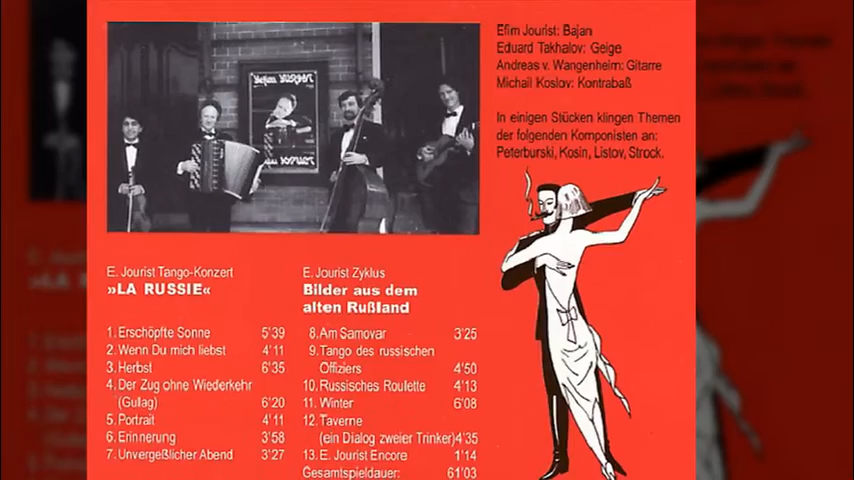 Efim Jourist: Bajan
Eduard Takhalov: Geige
Andreas v. Wangenheim: Gitarre
Michail Koslov: Kontrabaß
In einigen Stücken klingen Themen
der folgenden Komponisten an:
Peterburski, Kosin, Listov, Strock.
E. Jourist Tango-Konzert
»LA RUSSIE«
1. Erschöpfte Sonne 5'39
2. Wenn Du mich liebst 4'11
3. Herbst 6'35
4. Der Zug ohne Wiederkehr
(Gulag) 6'20
5. Portrait 4'11
6. Erinnerung 3'58
7. Unvergeßlicher Abend 3'27
E. Jourist Zyklus
Bilder aus dem
alten Rußland
8. Am Samovar 3'25
9. Tango des russischen
Offiziers 4'50
10. Russisches Roulette 4'13
11. Winter 6'08
12. Taverne
(ein Dialog zweier Trinker) 4'35
13. E. Jourist Encore 1'14
Gesamtspieldauer: 61'03